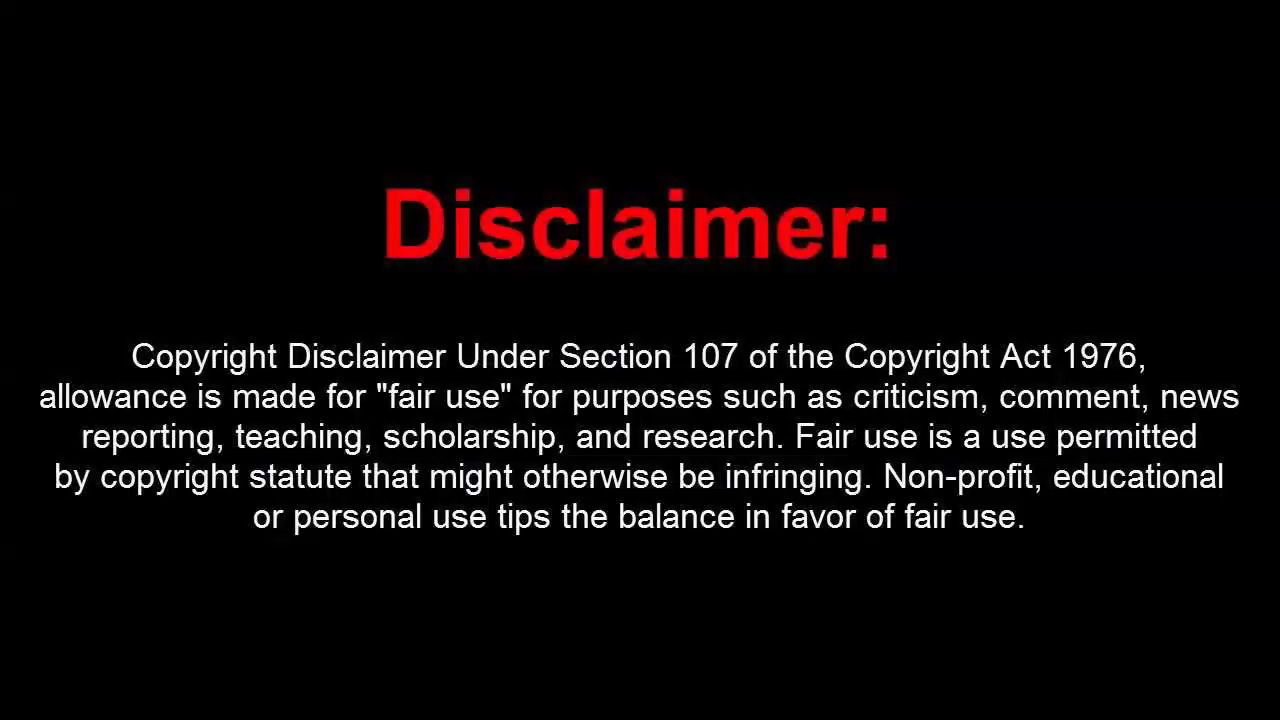 Disclaimer:
Copyright Disclaimer Under Section 107 of the Copyright Act 1976,
allowance is made for "fair use" for purposes such as criticism, comment, news
reporting, teaching, scholarship, and research. Fair use is a use permitted
by copyright statute that might otherwise be infringing. Non-profit, educational
or personal use tips the balance in favor of fair use.